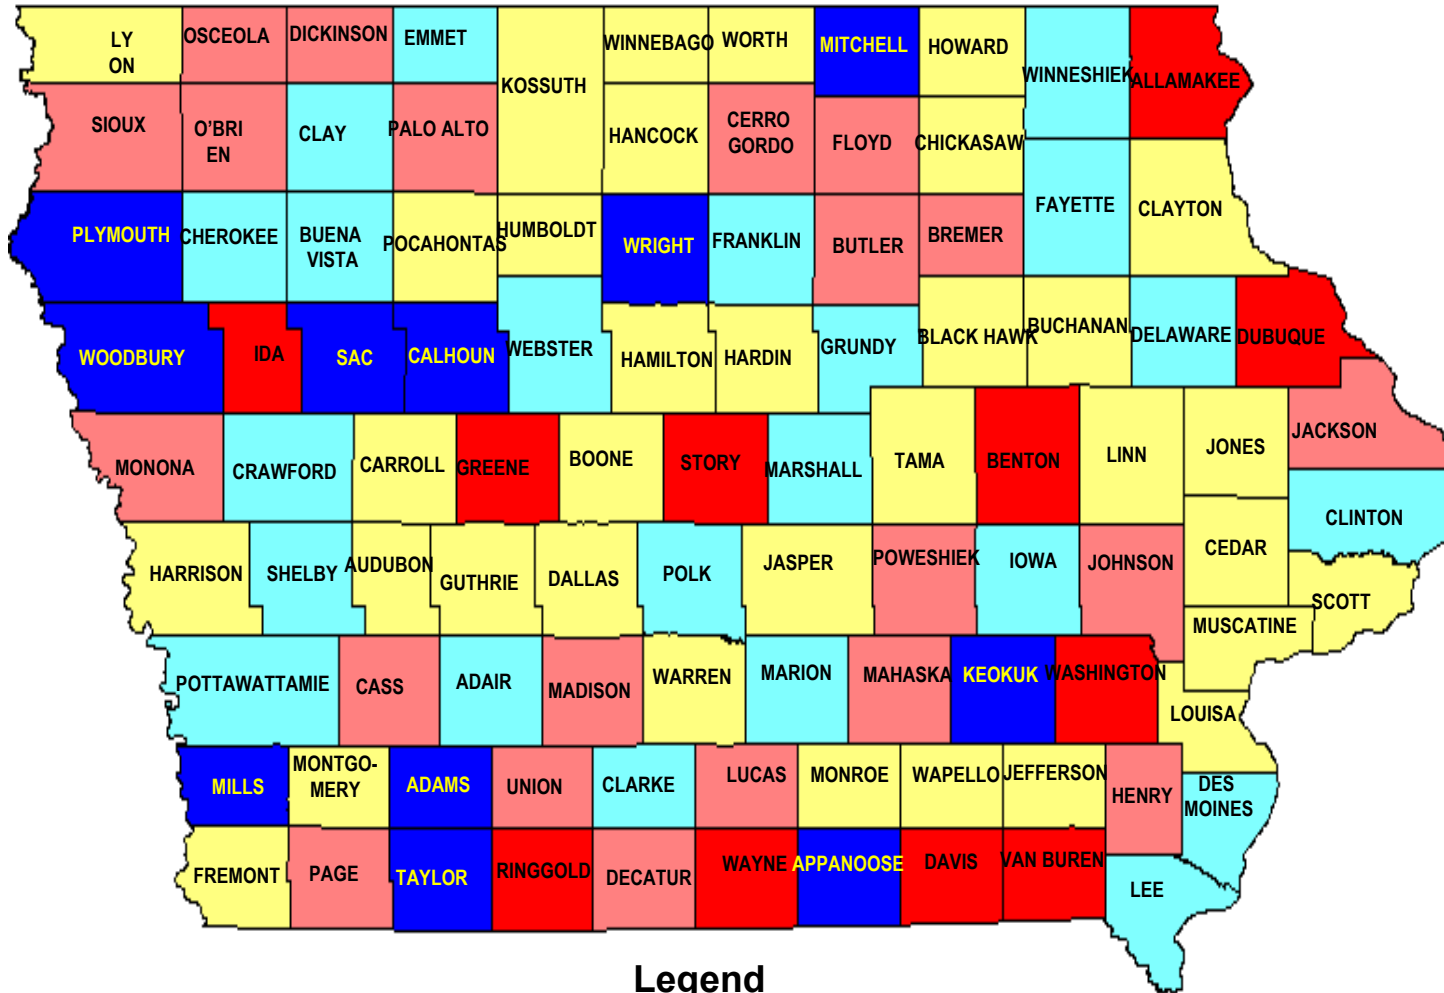 LY
ON
OSCEOLA
DICKINSON
EMMET
KOSSUTH
WINNEBAGO
WORTH
MITCHELL
HOWARD
WINNESHIEK
ALLAMAKEE
SIOUX
O'BRI
EN
CLAY
PALO ALTO
HANCOCK
CERRO
GORDO
FLOYD
CHICKASAW
FAYETTE
CLAYTON
PLYMOUTH
CHEROKEE
BUENA
VISTA
POCAHONTAS
HUMBOLDT
WRIGHT
FRANKLIN
BUTLER
BREMER
WOODBURY
IDA
SAC
CALHOUN
WEBSTER
HAMILTON
HARDIN
GRUNDY
BLACK HAWK
BUCHANAN
DELAWARE
DUBUQUE
MONONA
CRAWFORD
CARROLL
GREENE
BOONE
STORY
MARSHALL
TAMA
BENTON
LINN
JONES
JACKSON
CLINTON
HARRISON
SHELBY
AUDUBON
GUTHRIE
DALLAS
POLK
JASPER
POWESHIEK
IOWA
JOHNSON
CEDAR
SCOTT
MUSCATINE
POTTAWATTAMIE
CASS
ADAIR
MADISON
WARREN
MARION
MAHASKA
KEOKUK
WASHINGTON
LOUISA
MILLS
MONTGO-
MERY
ADAMS
UNION
CLARKE
LUCAS
MONROE
WAPELLO
JEFFERSON
HENRY
DES
MOINES
FREMONT
PAGE
TAYLOR
RINGGOLD
DECATUR
WAYNE
APPANOOSE
DAVIS
VAN BUREN
LEE
Legend